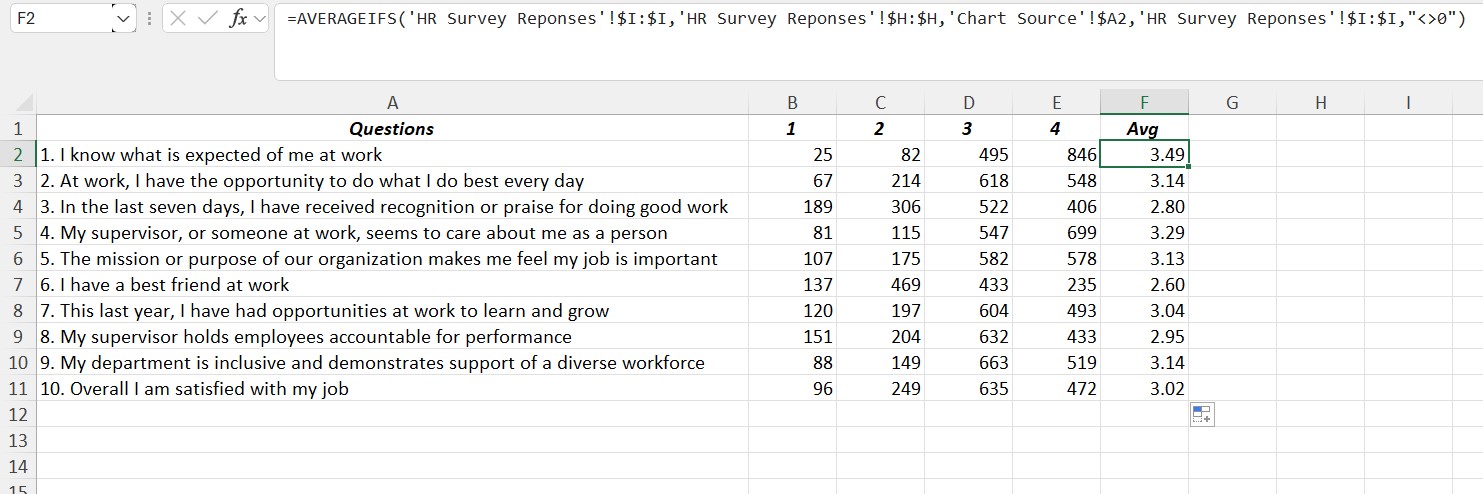 F2 fx =AVERAGEIFS('HR Survey Reponses'!$I:$I,'HR Survey Reponses'!$H:$H,'Chart Source'!$A2,'HR Survey Reponses'!$I:$I,"<>0")
A B C D E F G H I
1 Questions 1 2 3 4 Avg
2 1. I know what is expected of me at work 25 82 495 846 3.49
3 2. At work, I have the opportunity to do what I do best every day 67 214 618 548 3.14
4 3. In the last seven days, I have received recognition or praise for doing good work 189 306 522 406 2.80
5 4. My supervisor, or someone at work, seems to care about me as a person 81 115 547 699 3.29
6 5. The mission or purpose of our organization makes me feel my job is important 107 175 582 578 3.13
7 6. I have a best friend at work 137 469 433 235 2.60
8 7. This last year, I have had opportunities at work to learn and grow 120 197 604 493 3.04
9 8. My supervisor holds employees accountable for performance 151 204 632 433 2.95
10 9. My department is inclusive and demonstrates support of a diverse workforce 88 149 663 519 3.14
11 10. Overall I am satisfied with my job 96 249 635 472 3.02
12
13
14
15